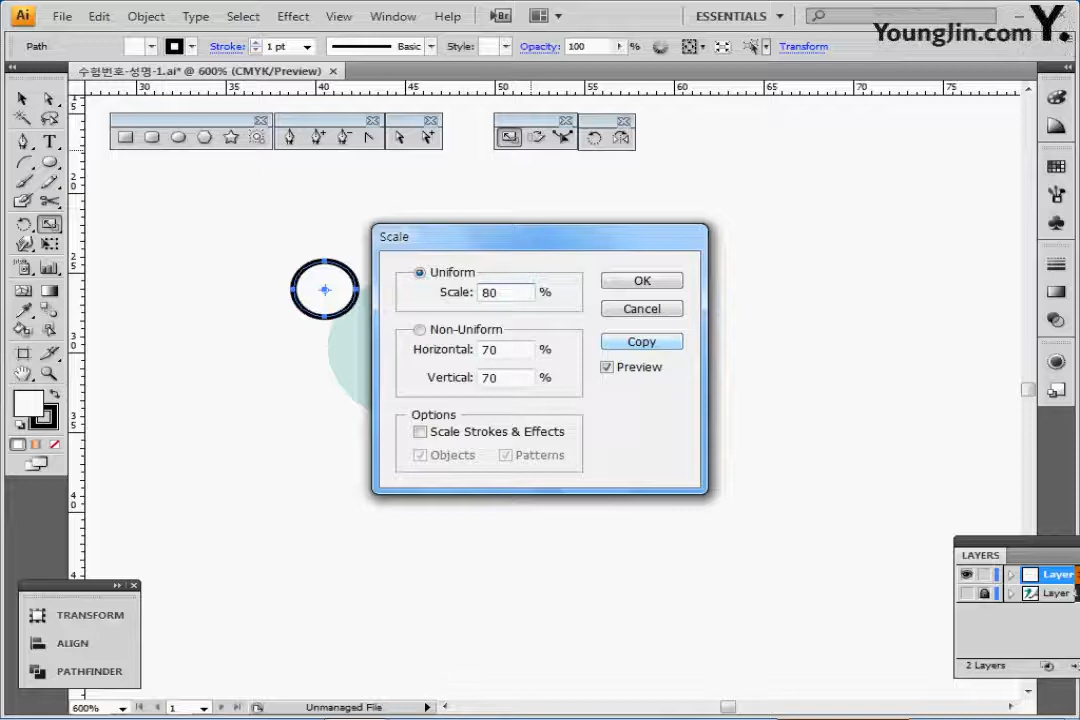 Ai File Edit Object Type Select Effect View Window Help Br ESSENTIALS
YoungJin.com Y.
Path Stroke: 1 pt Basic Style: Opacity: 100 % Transform
수험번호-성명-1.ai* @ 600% (CMYK/Preview)
30 40 45 50 55 60 65 70 75
Scale
Uniform
Scale: 80 %
OK
Cancel
Non-Uniform
Horizontal: 70 %
Vertical: 70 %
Copy
Preview
Options
Scale Strokes & Effects
Objects Patterns
LAYERS
Layer
Layer
2 Layers
TRANSFORM
ALIGN
PATHFINDER
600% 1 Unmanaged File